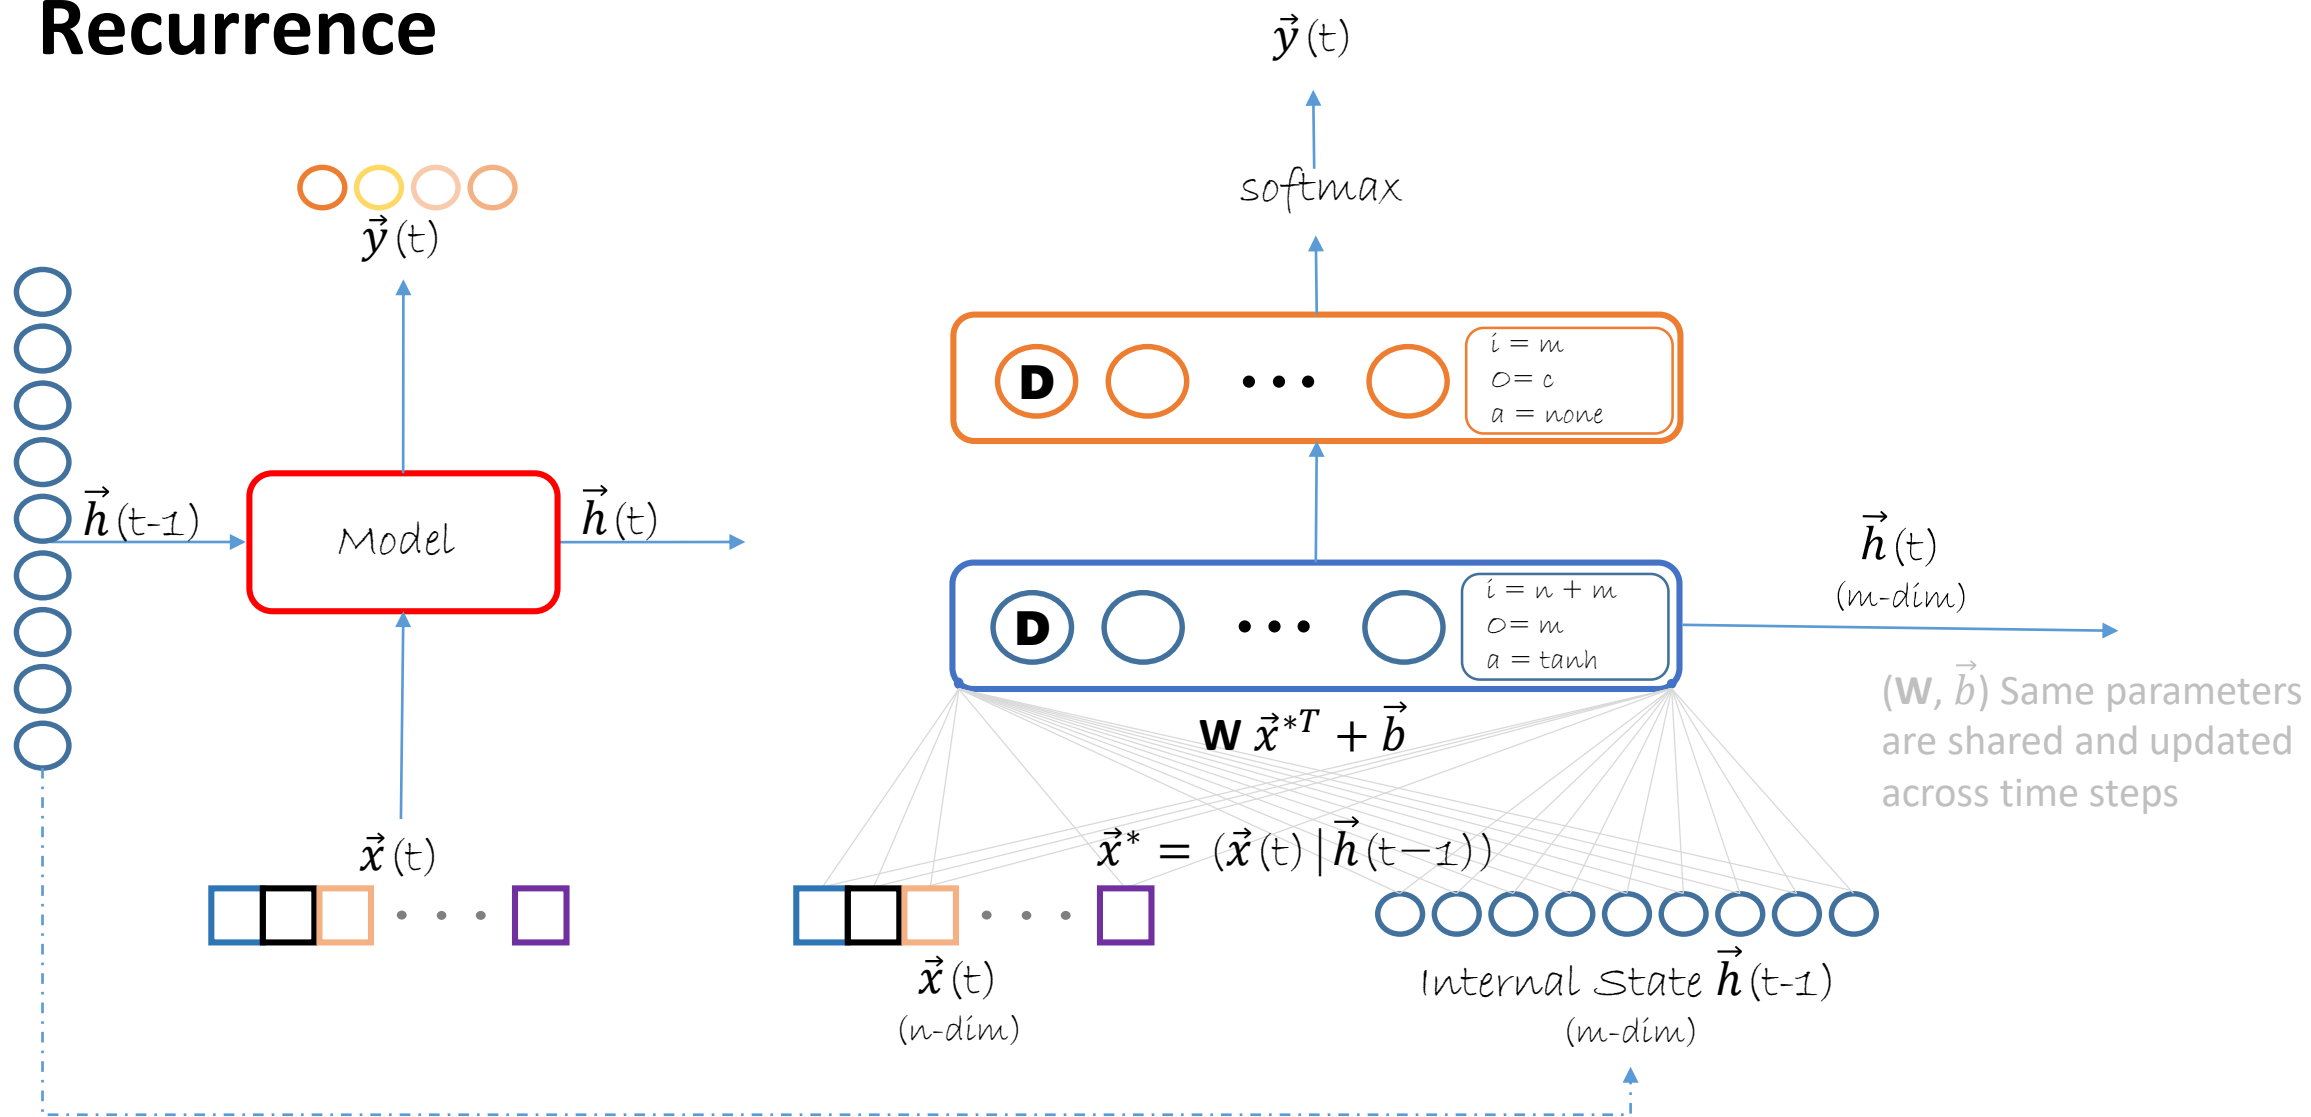 Recurrence
y⃗(t)
h⃗(t-1)
Model
h⃗(t)
x⃗(t)
y⃗(t)
softmax
D
i = m
o= c
a = none
D
i = n + m
o= m
a = tanh
h⃗(t)
(m-dim)
(W, b⃗) Same parameters
are shared and updated
across time steps
W x⃗*ᵀ + b⃗
x⃗* = (x⃗(t)|h⃗(t−1))
x⃗(t)
(n-dim)
Internal State h⃗(t-1)
(m-dim)